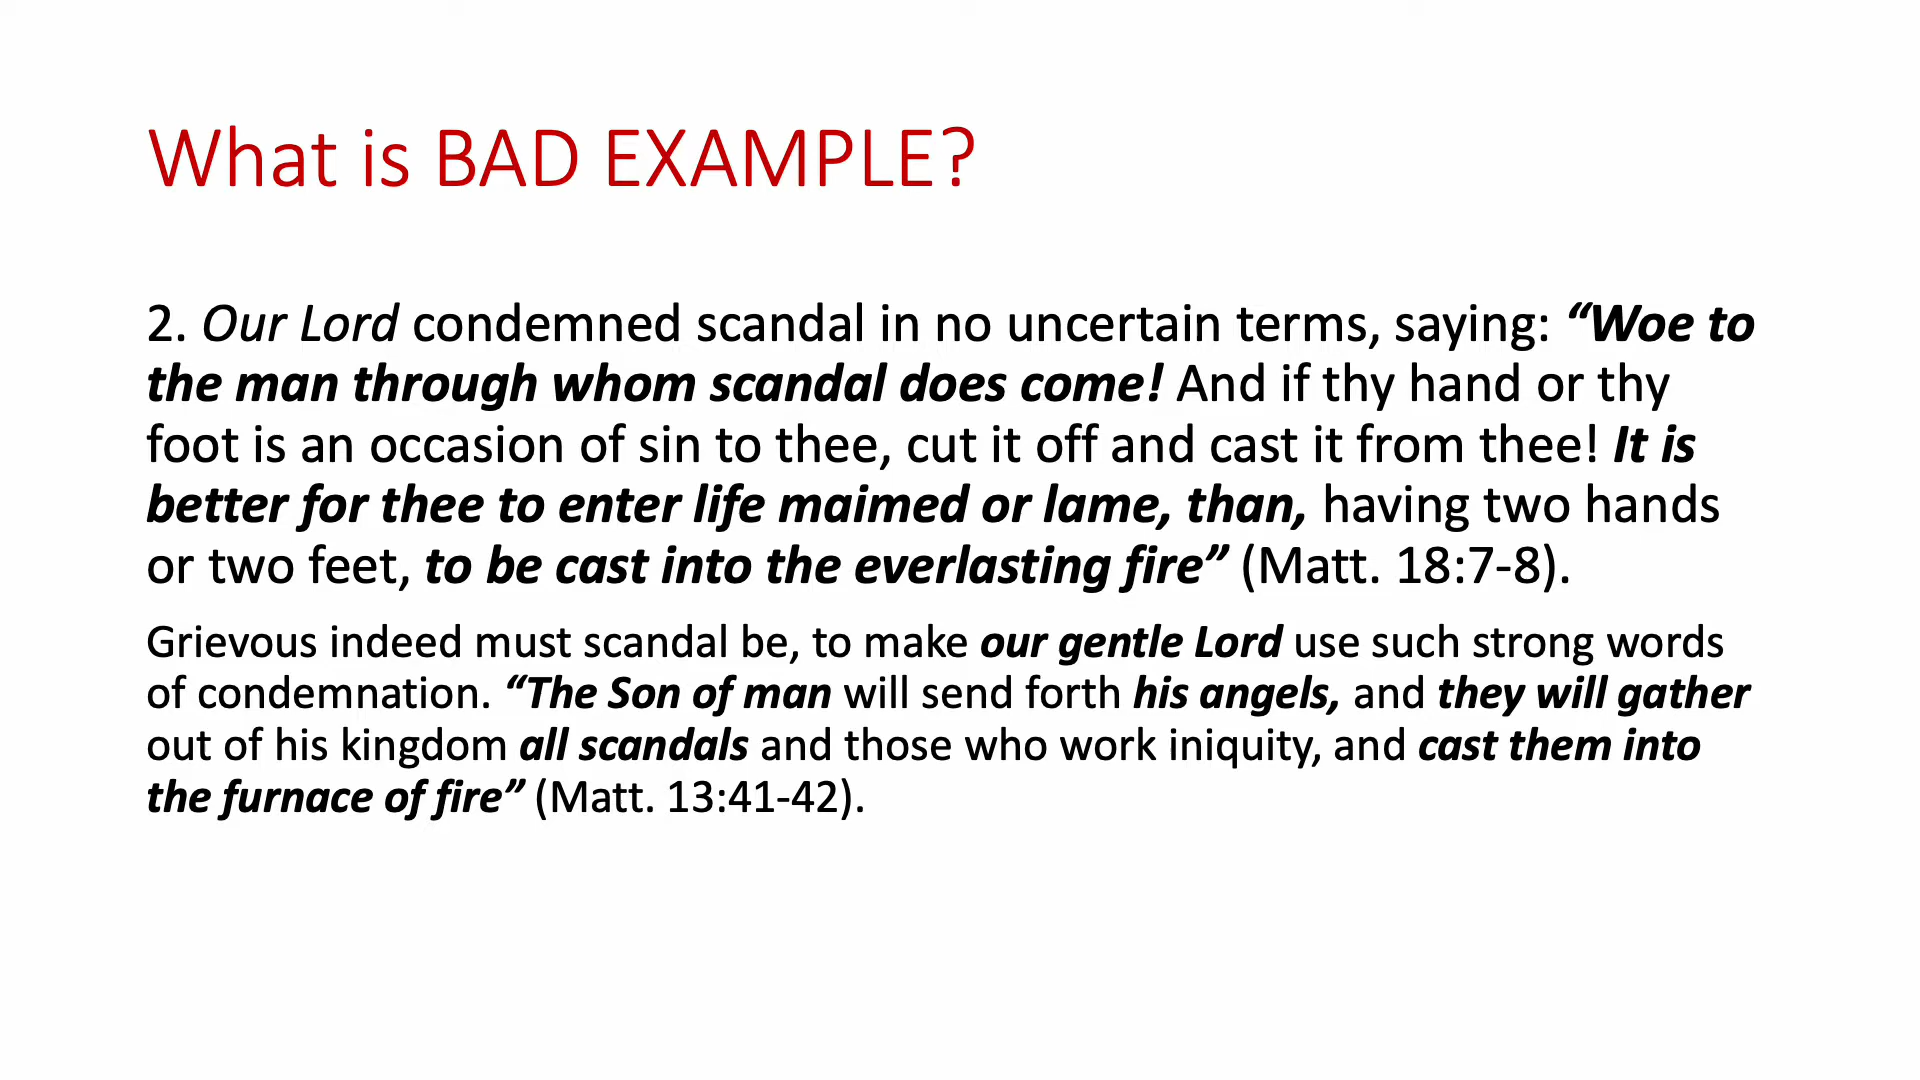 What is BAD EXAMPLE?
2. Our Lord condemned scandal in no uncertain terms, saying: “Woe to
the man through whom scandal does come! And if thy hand or thy
foot is an occasion of sin to thee, cut it off and cast it from thee! It is
better for thee to enter life maimed or lame, than, having two hands
or two feet, to be cast into the everlasting fire” (Matt. 18:7-8).
Grievous indeed must scandal be, to make our gentle Lord use such strong words
of condemnation. “The Son of man will send forth his angels, and they will gather
out of his kingdom all scandals and those who work iniquity, and cast them into
the furnace of fire” (Matt. 13:41-42).